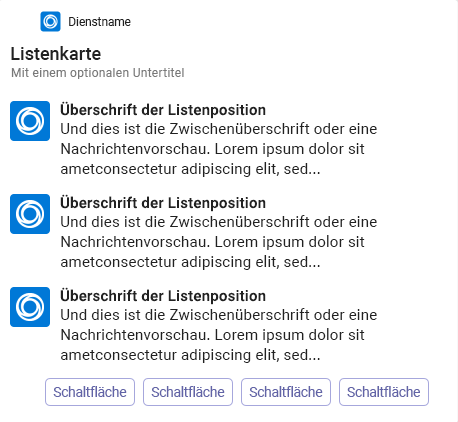 Dienstname
Listenkarte
Mit einem optionalen Untertitel
Überschrift der Listenposition
Und dies ist die Zwischenüberschrift oder eine
Nachrichtenvorschau. Lorem ipsum dolor sit
ametconsectetur adipiscing elit, sed...
Überschrift der Listenposition
Und dies ist die Zwischenüberschrift oder eine
Nachrichtenvorschau. Lorem ipsum dolor sit
ametconsectetur adipiscing elit, sed...
Überschrift der Listenposition
Und dies ist die Zwischenüberschrift oder eine
Nachrichtenvorschau. Lorem ipsum dolor sit
ametconsectetur adipiscing elit, sed...
Schaltfläche Schaltfläche Schaltfläche Schaltfläche